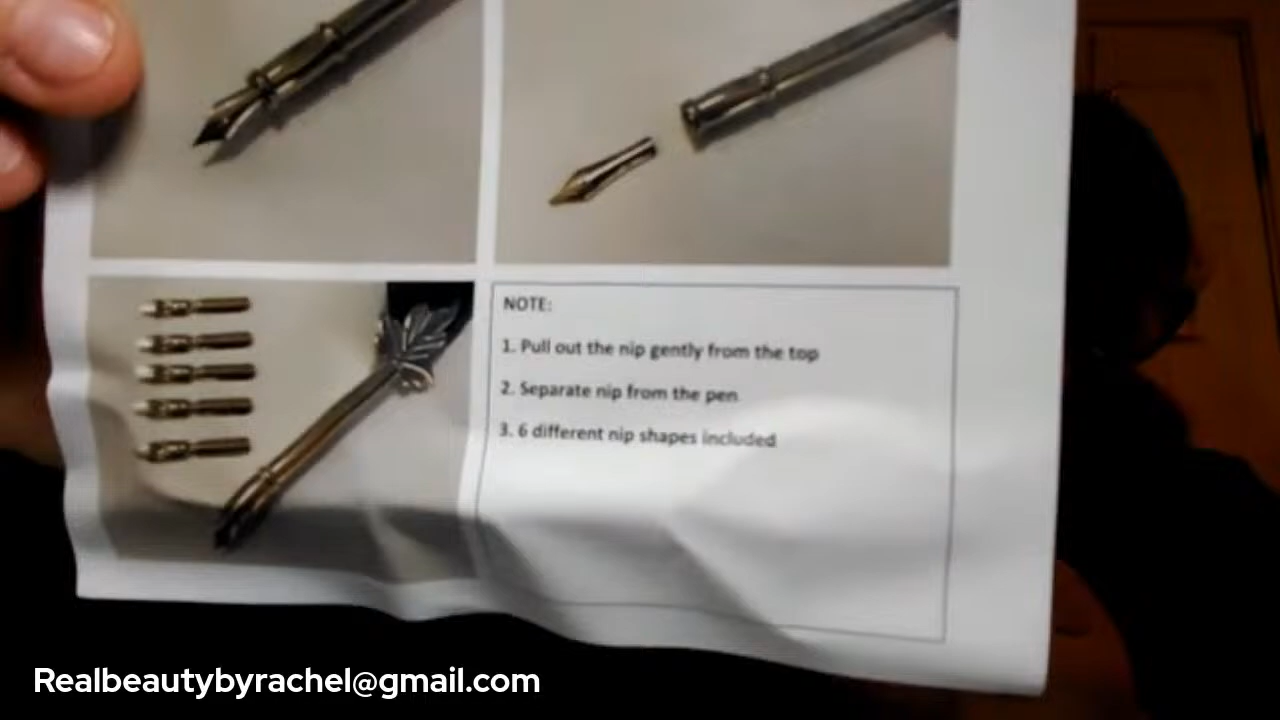 NOTE:
1. Pull out the nip gently from the top
2. Separate nip from the pen
3. 6 different nip shapes included
Realbeautybyrachel@gmail.com